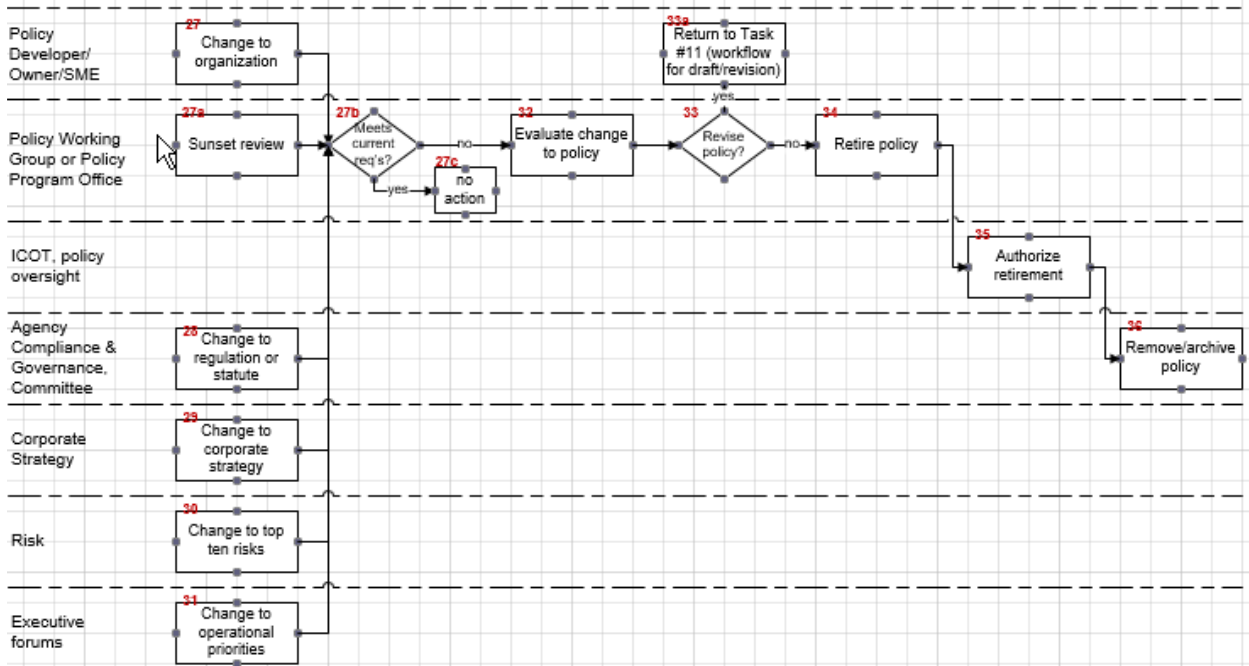 Policy
Developer/
Owner/SME
27
Change to
organization
33a
Return to Task
#11 (workflow
for draft/revision)
yes
Policy Working
Group or Policy
Program Office
27a
Sunset review
27b
Meets
current
req's?
no
yes
27c
no
action
32
Evaluate change
to policy
33
Revise
policy?
no
34
Retire policy
ICOT, policy
oversight
35
Authorize
retirement
Agency
Compliance &
Governance,
Committee
28
Change to
regulation or
statute
36
Remove/archive
policy
Corporate
Strategy
29
Change to
corporate
strategy
Risk
30
Change to top
ten risks
Executive
forums
31
Change to
operational
priorities